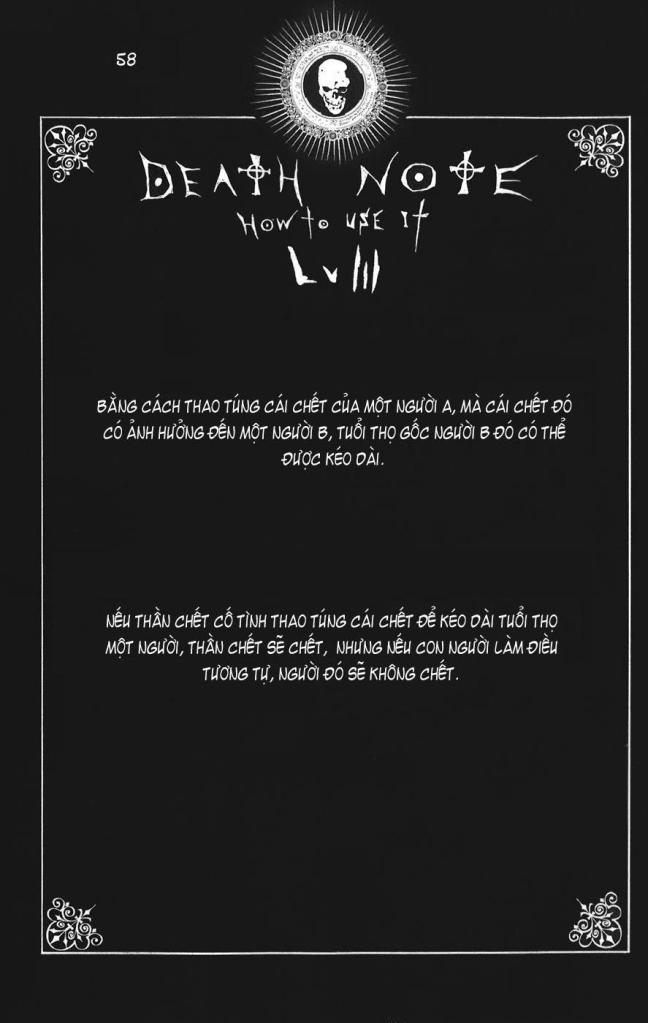 58
DEATH NOTE
HOW TO USE IT
LVIII
BẰNG CÁCH THAO TÚNG CÁI CHẾT CỦA MỘT NGƯỜI A, MÀ CÁI CHẾT ĐÓ
CÓ ẢNH HƯỞNG ĐẾN MỘT NGƯỜI B, TUỔI THỌ GỐC NGƯỜI B ĐÓ CÓ THỂ
ĐƯỢC KÉO DÀI.
NẾU THẦN CHẾT CỐ TÌNH THAO TÚNG CÁI CHẾT ĐỂ KÉO DÀI TUỔI THỌ
MỘT NGƯỜI, THẦN CHẾT SẼ CHẾT, NHƯNG NẾU CON NGƯỜI LÀM ĐIỀU
TƯƠNG TỰ, NGƯỜI ĐÓ SẼ KHÔNG CHẾT.